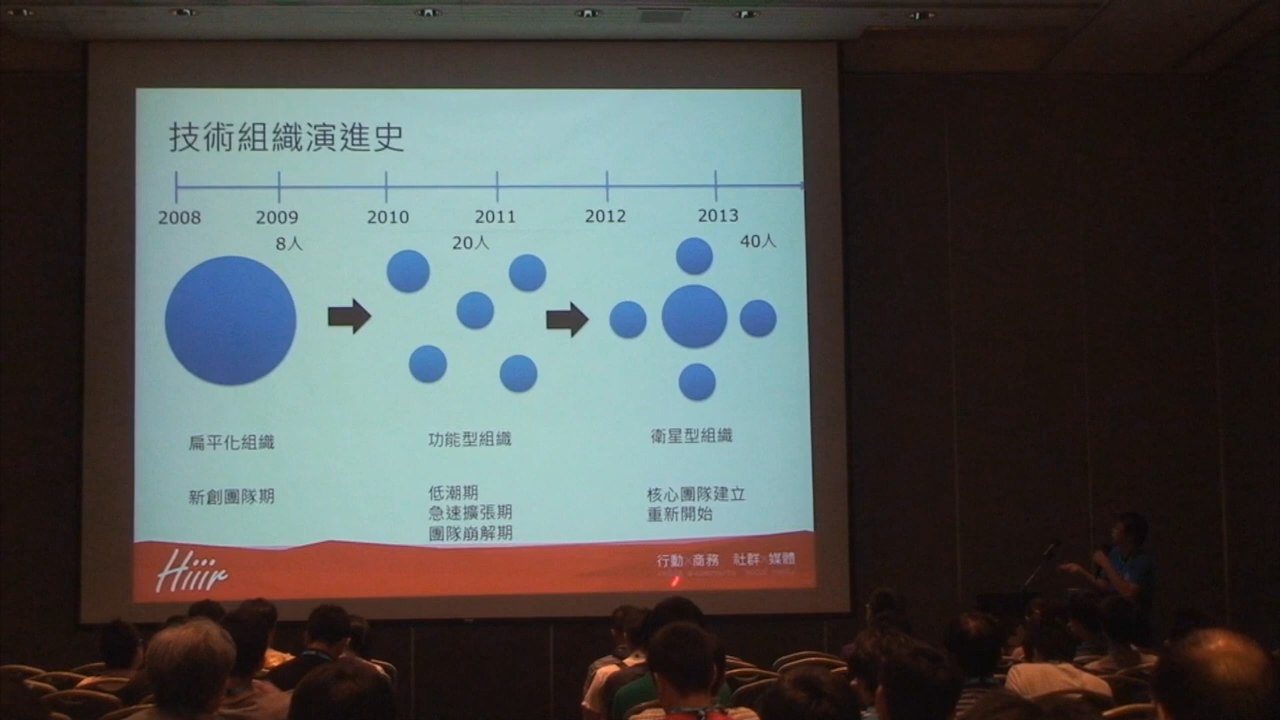 技術組織演進史
2008 2009 2010 2011 2012 2013
8人 20人 40人
扁平化組織 功能型組織 衛星型組織
新創團隊期
低潮期
急速擴張期
團隊崩解期
核心團隊建立
重新開始
Hiiir
行動×商務 社群×媒體